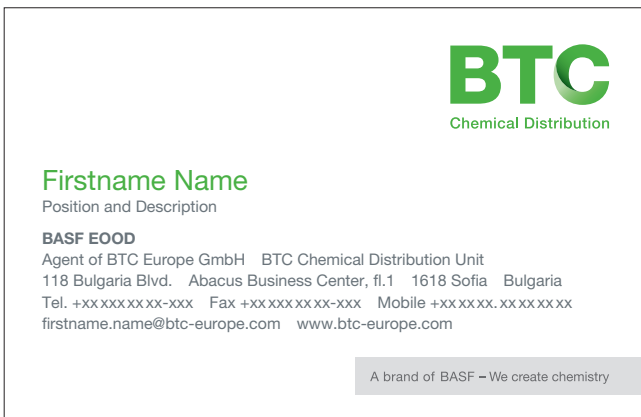 BTC
Chemical Distribution
Firstname Name
Position and Description
BASF EOOD
Agent of BTC Europe GmbH BTC Chemical Distribution Unit
118 Bulgaria Blvd. Abacus Business Center, fl.1 1618 Sofia Bulgaria
Tel. +xxxxxxxx-xxx Fax +xxxxxxxx-xxx Mobile +xxxxxx.xxxxxxxx
firstname.name@btc-europe.com www.btc-europe.com
A brand of BASF – We create chemistry